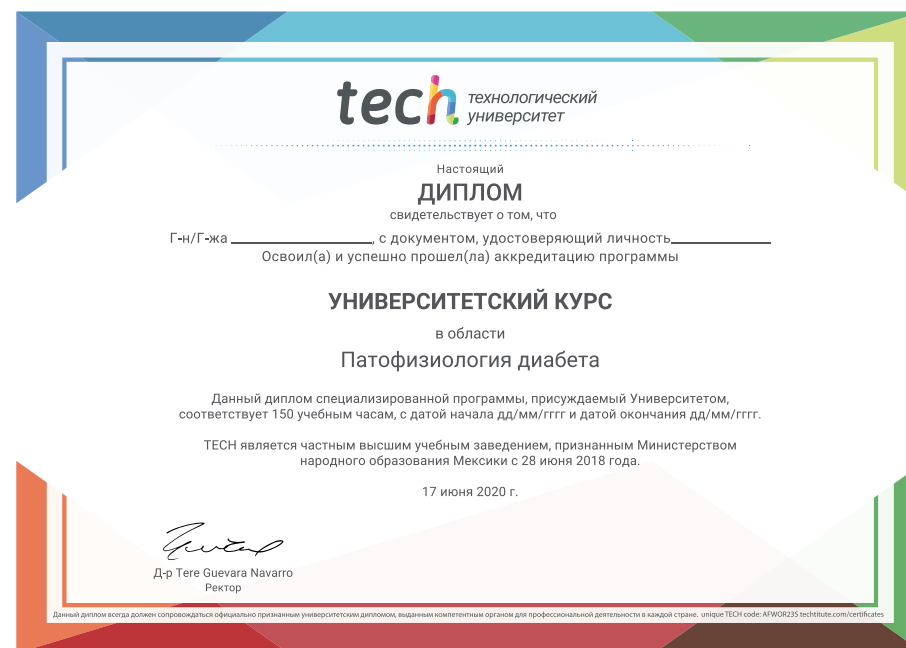 tech технологический университет
Настоящий
ДИПЛОМ
свидетельствует о том, что
Г-н/Г-жа ____________________, с документом, удостоверяющий личность______________
Освоил(а) и успешно прошел(ла) аккредитацию программы
УНИВЕРСИТЕТСКИЙ КУРС
в области
Патофизиология диабета
Данный диплом специализированной программы, присуждаемый Университетом,
соответствует 150 учебным часам, с датой начала дд/мм/гггг и датой окончания дд/мм/гггг.
TECH является частным высшим учебным заведением, признанным Министерством
народного образования Мексики с 28 июня 2018 года.
17 июня 2020 г.
Д-р Tere Guevara Navarro
Ректор
Данный диплом всегда должен сопровождаться официально признанным университетским дипломом, выданным компетентным органом для профессиональной деятельности в каждой стране. unique TECH code: AFWOR23S techtitute.com/certificates